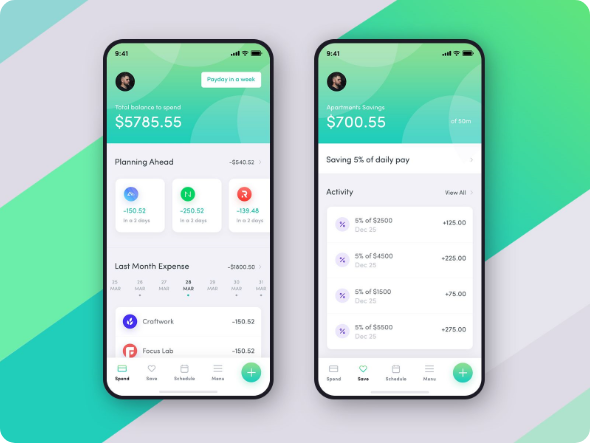 9:41
Payday in a week
Total balance to spend
$5785.55
Planning Ahead
-$540.52
-150.52
In a 2 days
-250.52
In a 2 days
-139.48
In a 3 days
Last Month Expense
-$1800.50
25 26 27 28 29 30 31
MAR MAR MAR MAR MAR MAR MAR
Craftwork
-150.52
Focus Lab
-150.52
Spend
Save
Schedule
Menu
9:41
Apartments Savings
$700.55
of 50m
Saving 5% of daily pay
Activity
View All
5% of $2500
Dec 25
+125.00
5% of $4500
Dec 25
+225.00
5% of $1500
Dec 25
+75.00
5% of $5500
Dec 25
+275.00
Spend
Save
Schedule
Menu